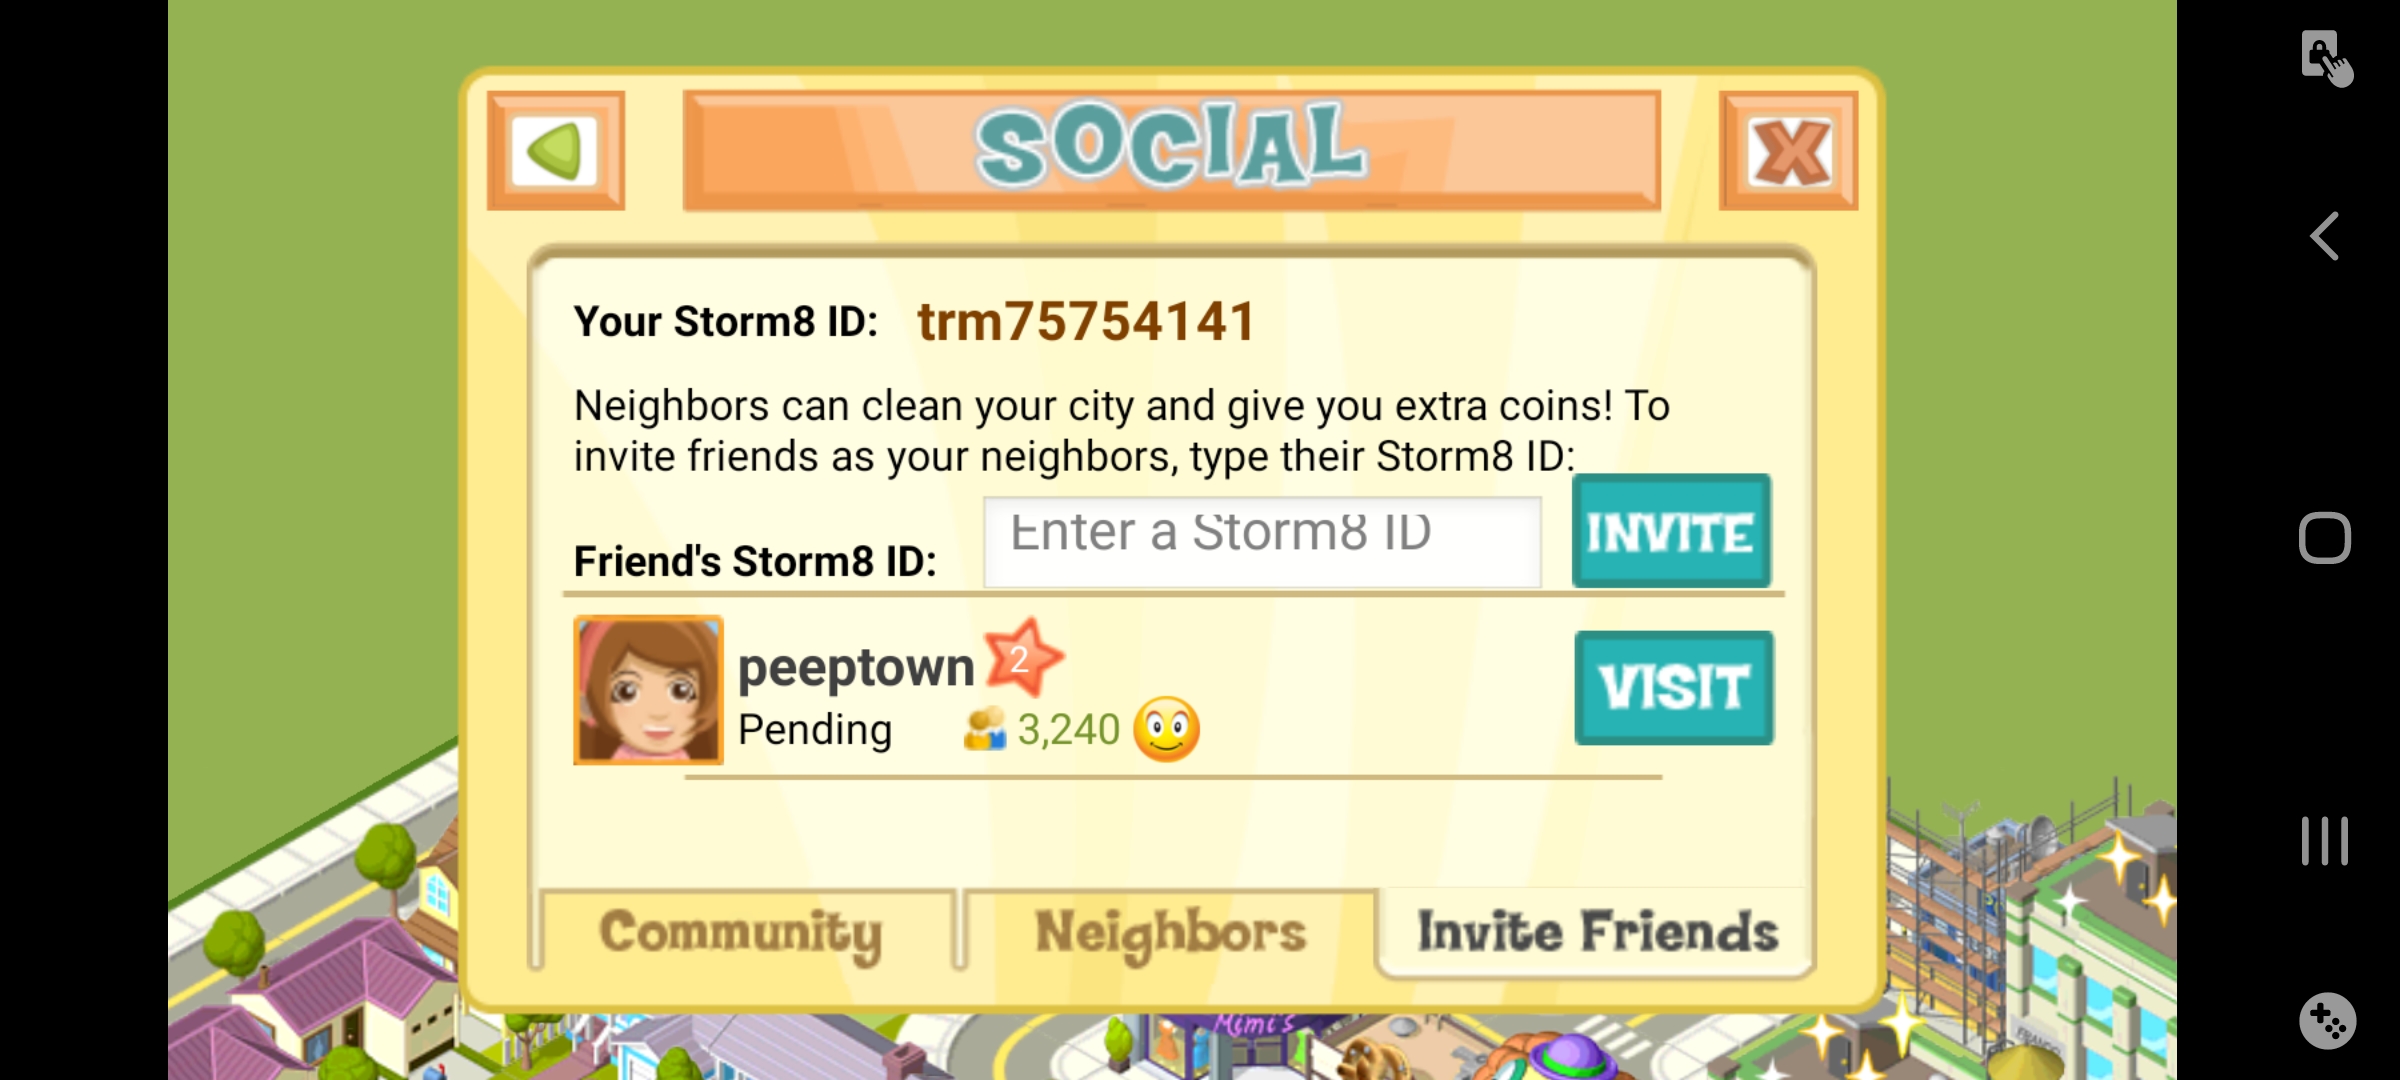 SOCIAL
X
Your Storm8 ID: trm75754141
Neighbors can clean your city and give you extra coins! To
invite friends as your neighbors, type their Storm8 ID:
Friend's Storm8 ID: Enter a Storm8 ID INVITE
peeptown 2
Pending 3,240 VISIT
Community Neighbors Invite Friends
Mimi's